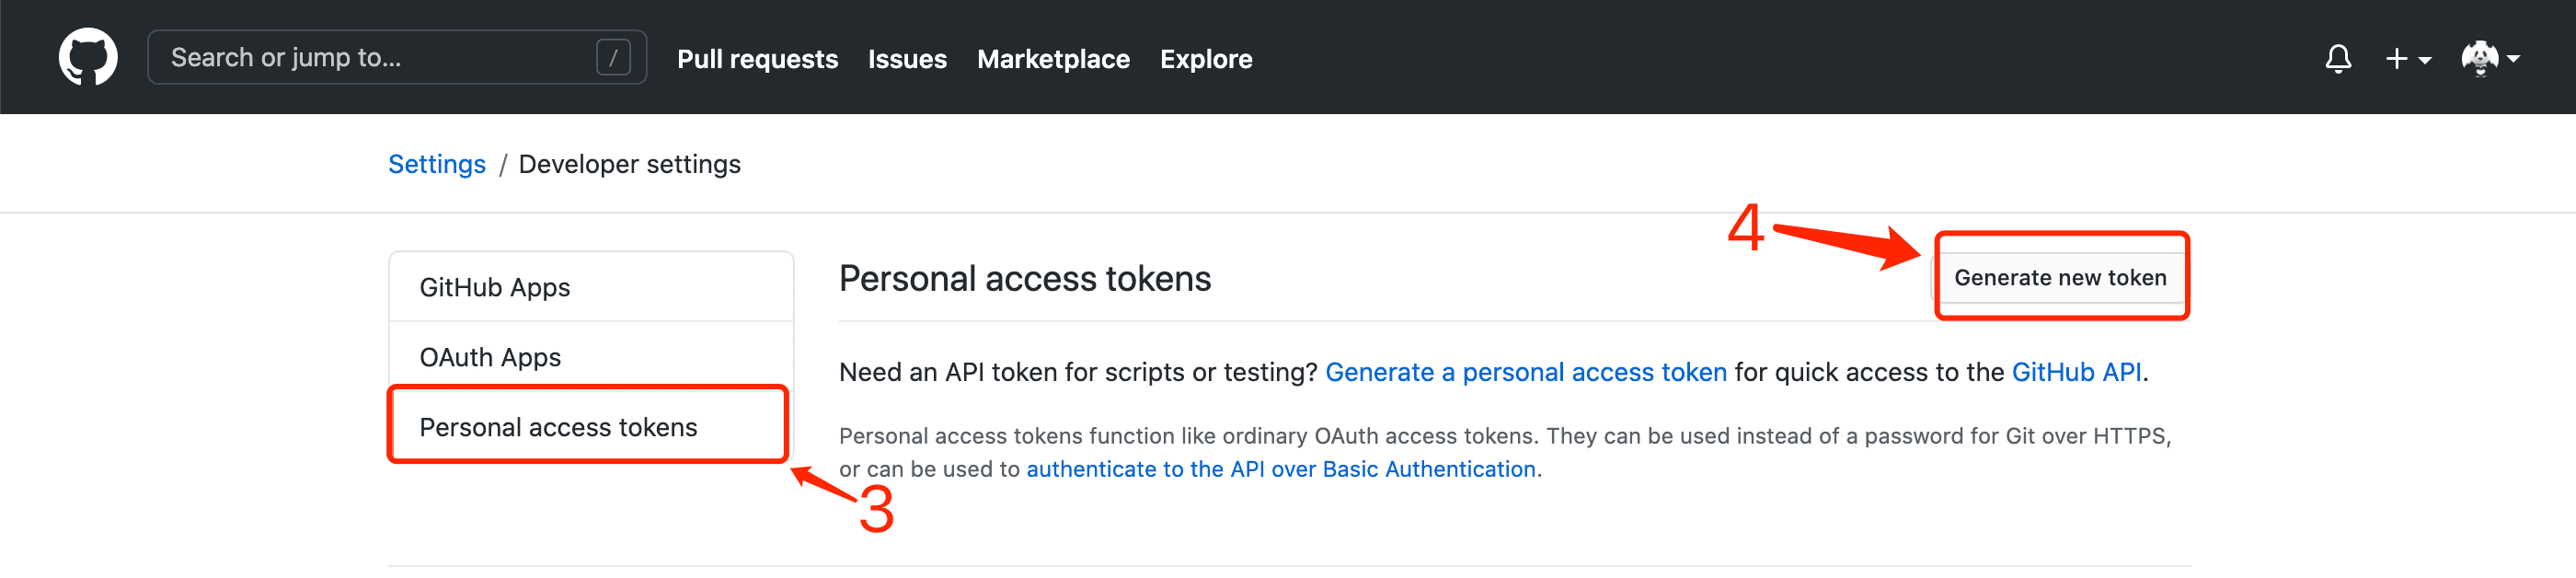 Search or jump to... /
Pull requests
Issues
Marketplace
Explore
Settings / Developer settings
4
GitHub Apps
OAuth Apps
Personal access tokens
3
Personal access tokens
Generate new token
Need an API token for scripts or testing? Generate a personal access token for quick access to the GitHub API.
Personal access tokens function like ordinary OAuth access tokens. They can be used instead of a password for Git over HTTPS,
or can be used to authenticate to the API over Basic Authentication.